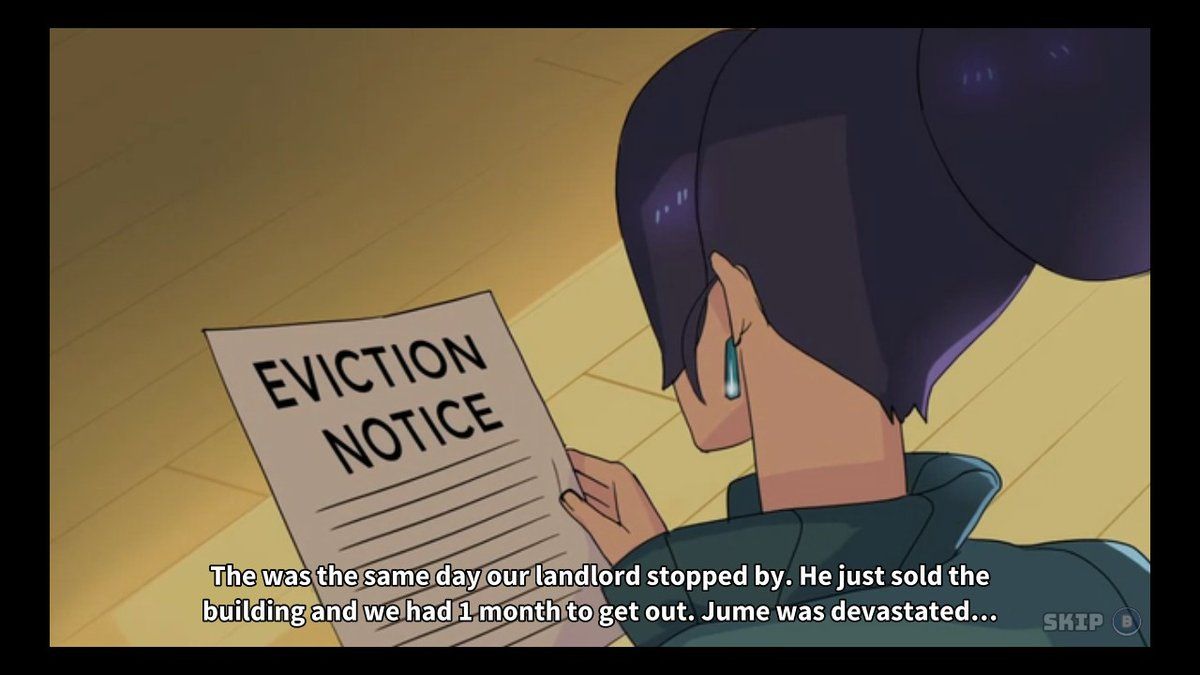 EVICTION
NOTICE
The was the same day our landlord stopped by. He just sold the
building and we had 1 month to get out. Jume was devastated...
SKIP B